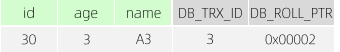 id age name DB_TRX_ID DB_ROLL_PTR
30 3 A3 3 0x00002